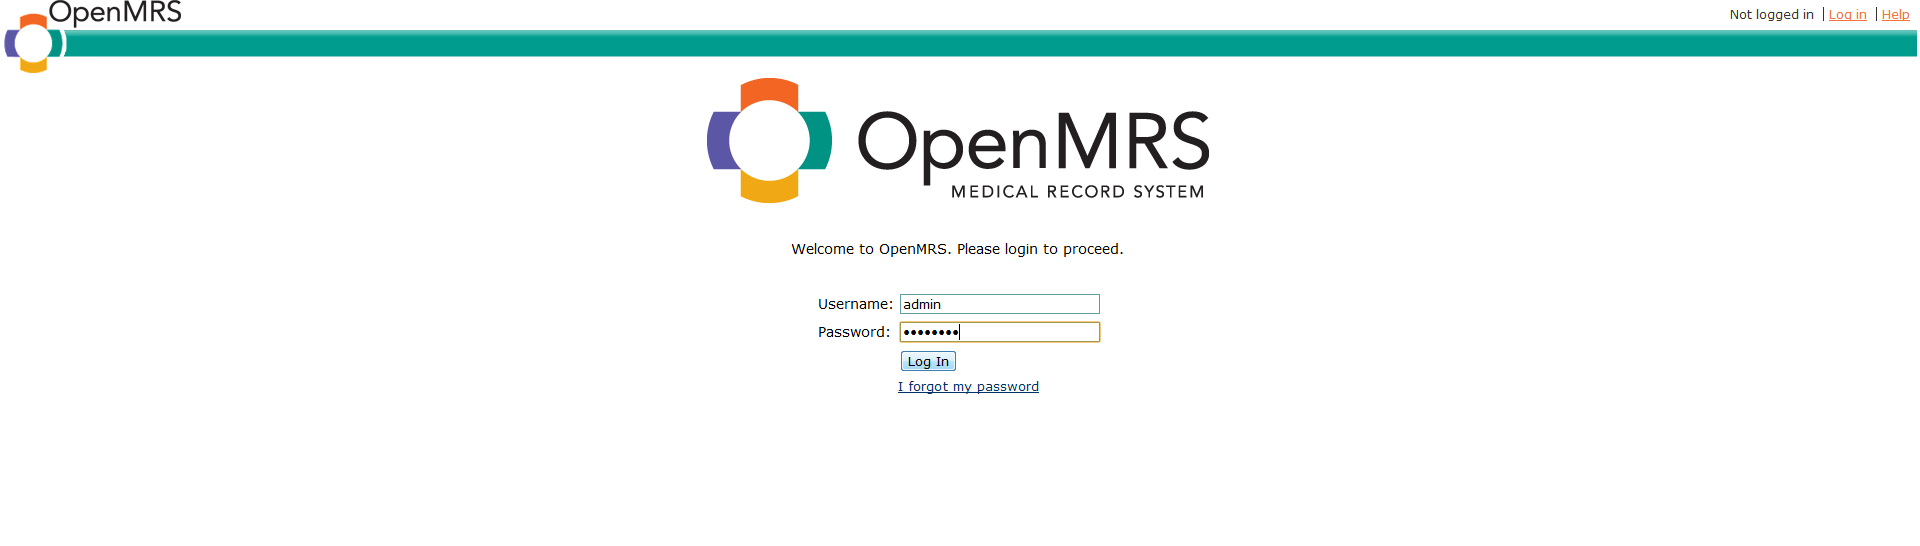 OpenMRS
Not logged in | Log in | Help
OpenMRS
MEDICAL RECORD SYSTEM
Welcome to OpenMRS. Please login to proceed.
Username: admin
Password: ••••••••
Log In
I forgot my password